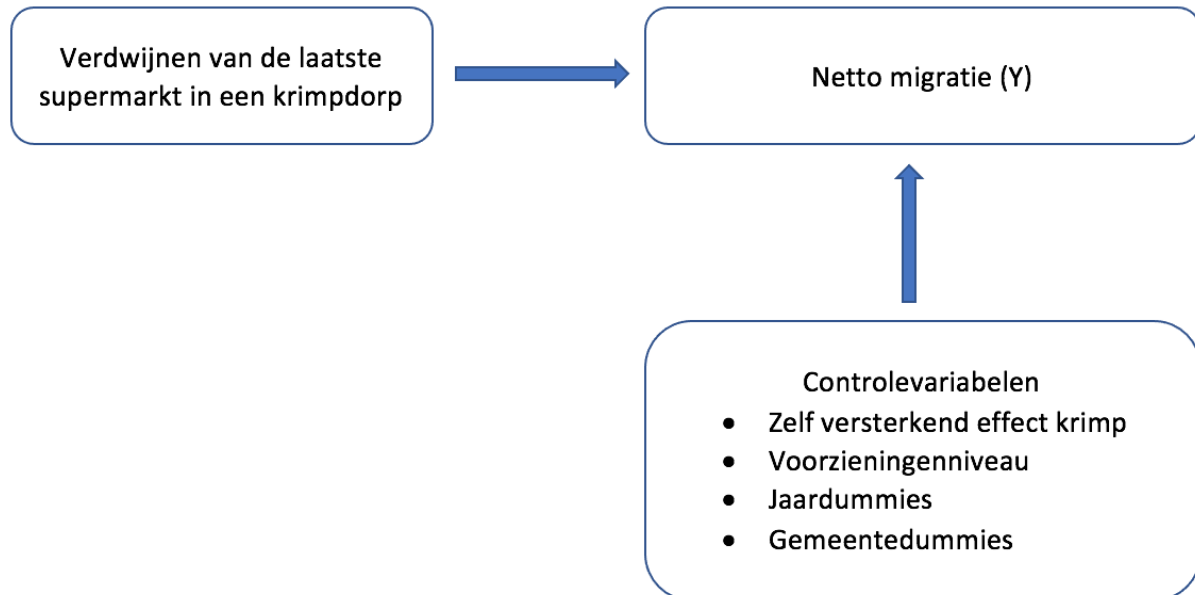 Verdwijnen van de laatste
supermarkt in een krimpdorp
Netto migratie (Y)
Controlevariabelen
• Zelf versterkend effect krimp
• Voorzieningenniveau
• Jaardummies
• Gemeentedummies